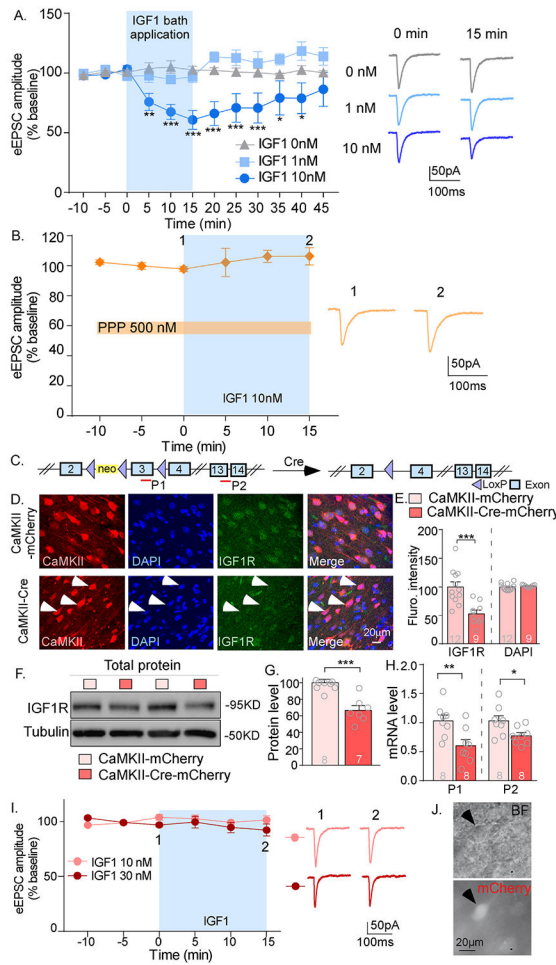 A.
IGF1 bath
application
eEPSC amplitude
(% baseline)
150
100
50
0
** *** *** *** *** *** * *
IGF1 0nM
IGF1 1nM
IGF1 10nM
-10 -5 0 5 10 15 20 25 30 35 40 45
Time (min)
0 min 15 min
0 nM
1 nM
10 nM
50pA
100ms
B.
eEPSC amplitude
(% baseline)
120
100
80
60
40
20
0
1 2
PPP 500 nM
IGF1 10nM
-10 -5 0 5 10 15
Time (min)
1 2
50pA
100ms
C.
2 neo 3 4 13 14
P1 P2
Cre
2 4 13 14
LoxP Exon
D.
CaMKII
-mCherry
CaMKII DAPI IGF1R Merge
CaMKII-Cre
CaMKII DAPI IGF1R Merge
20µm
E.
CaMKII-mCherry
CaMKII-Cre-mCherry
Fluro. intensity
200
150
100
50
0
***
12 9 12 9
IGF1R DAPI
F.
Total protein
IGF1R
-95KD
Tubulin
-50KD
CaMKII-mCherry
CaMKII-Cre-mCherry
G.
Protein level
100
80
60
40
20
0
***
8 7
H.
mRNA level
2.0
1.5
1.0
0.5
0.0
** *
8 8
P1 P2
I.
eEPSC amplitude
(% baseline)
100
50
0
1 2
IGF1 10 nM
IGF1 30 nM
IGF1
-10 -5 0 5 10 15
Time (min)
1 2
50pA
100ms
J.
BF
mCherry
20µm